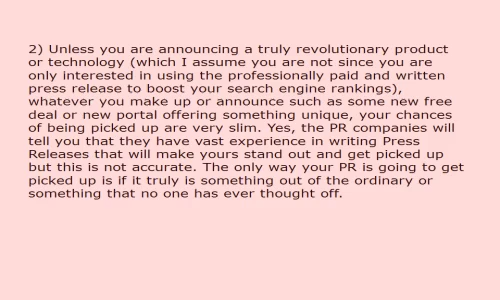 2) Unless you are announcing a truly revolutionary product
or technology (which I assume you are not since you are
only interested in using the professionally paid and written
press release to boost your search engine rankings),
whatever you make up or announce such as some new free
deal or new portal offering something unique, your chances
of being picked up are very slim. Yes, the PR companies will
tell you that they have vast experience in writing Press
Releases that will make yours stand out and get picked up
but this is not accurate. The only way your PR is going to get
picked up is if it truly is something out of the ordinary or
something that no one has ever thought off.